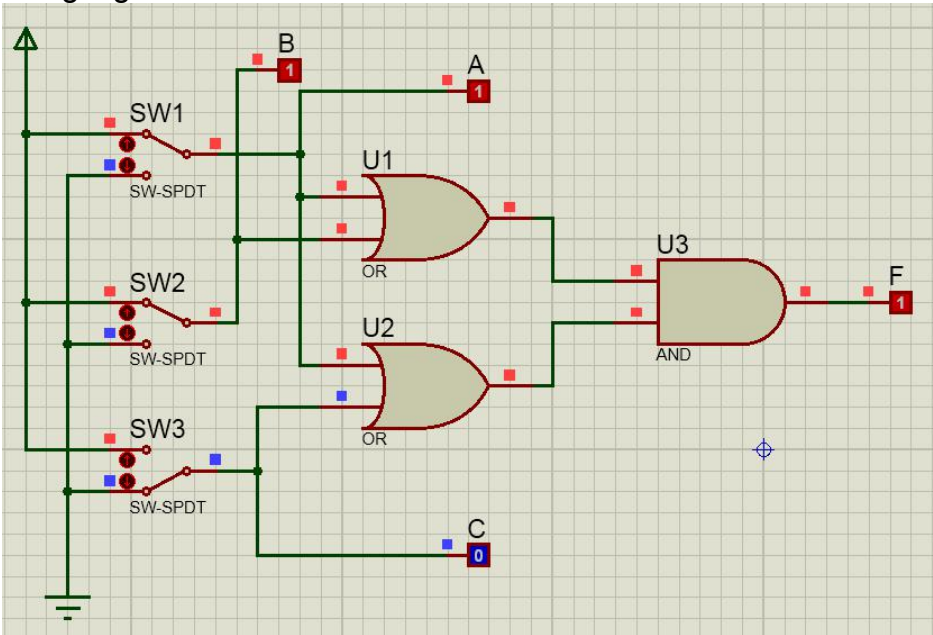 B
1
A
1
SW1
SW-SPDT
U1
OR
SW2
SW-SPDT
U3
AND
F
1
U2
OR
SW3
SW-SPDT
C
0